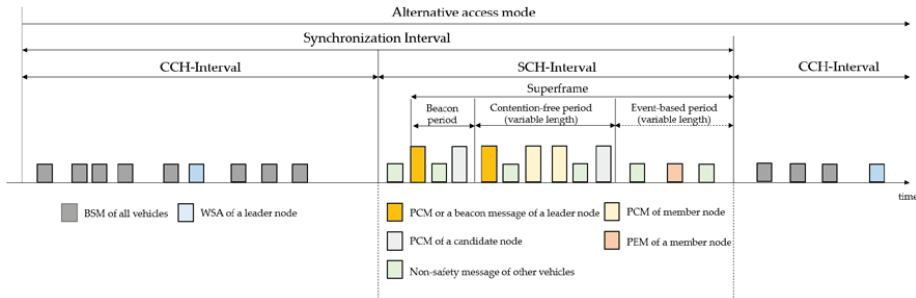 Alternative access mode
Synchronization Interval
CCH-Interval
SCH-Interval
CCH-Interval
Superframe
Beacon
period
Contention-free period
(variable length)
Event-based period
(variable length)
time
BSM of all vehicles
WSA of a leader node
PCM or a beacon message of a leader node
PCM of member node
PCM of a candidate node
PEM of a member node
Non-safety message of other vehicles